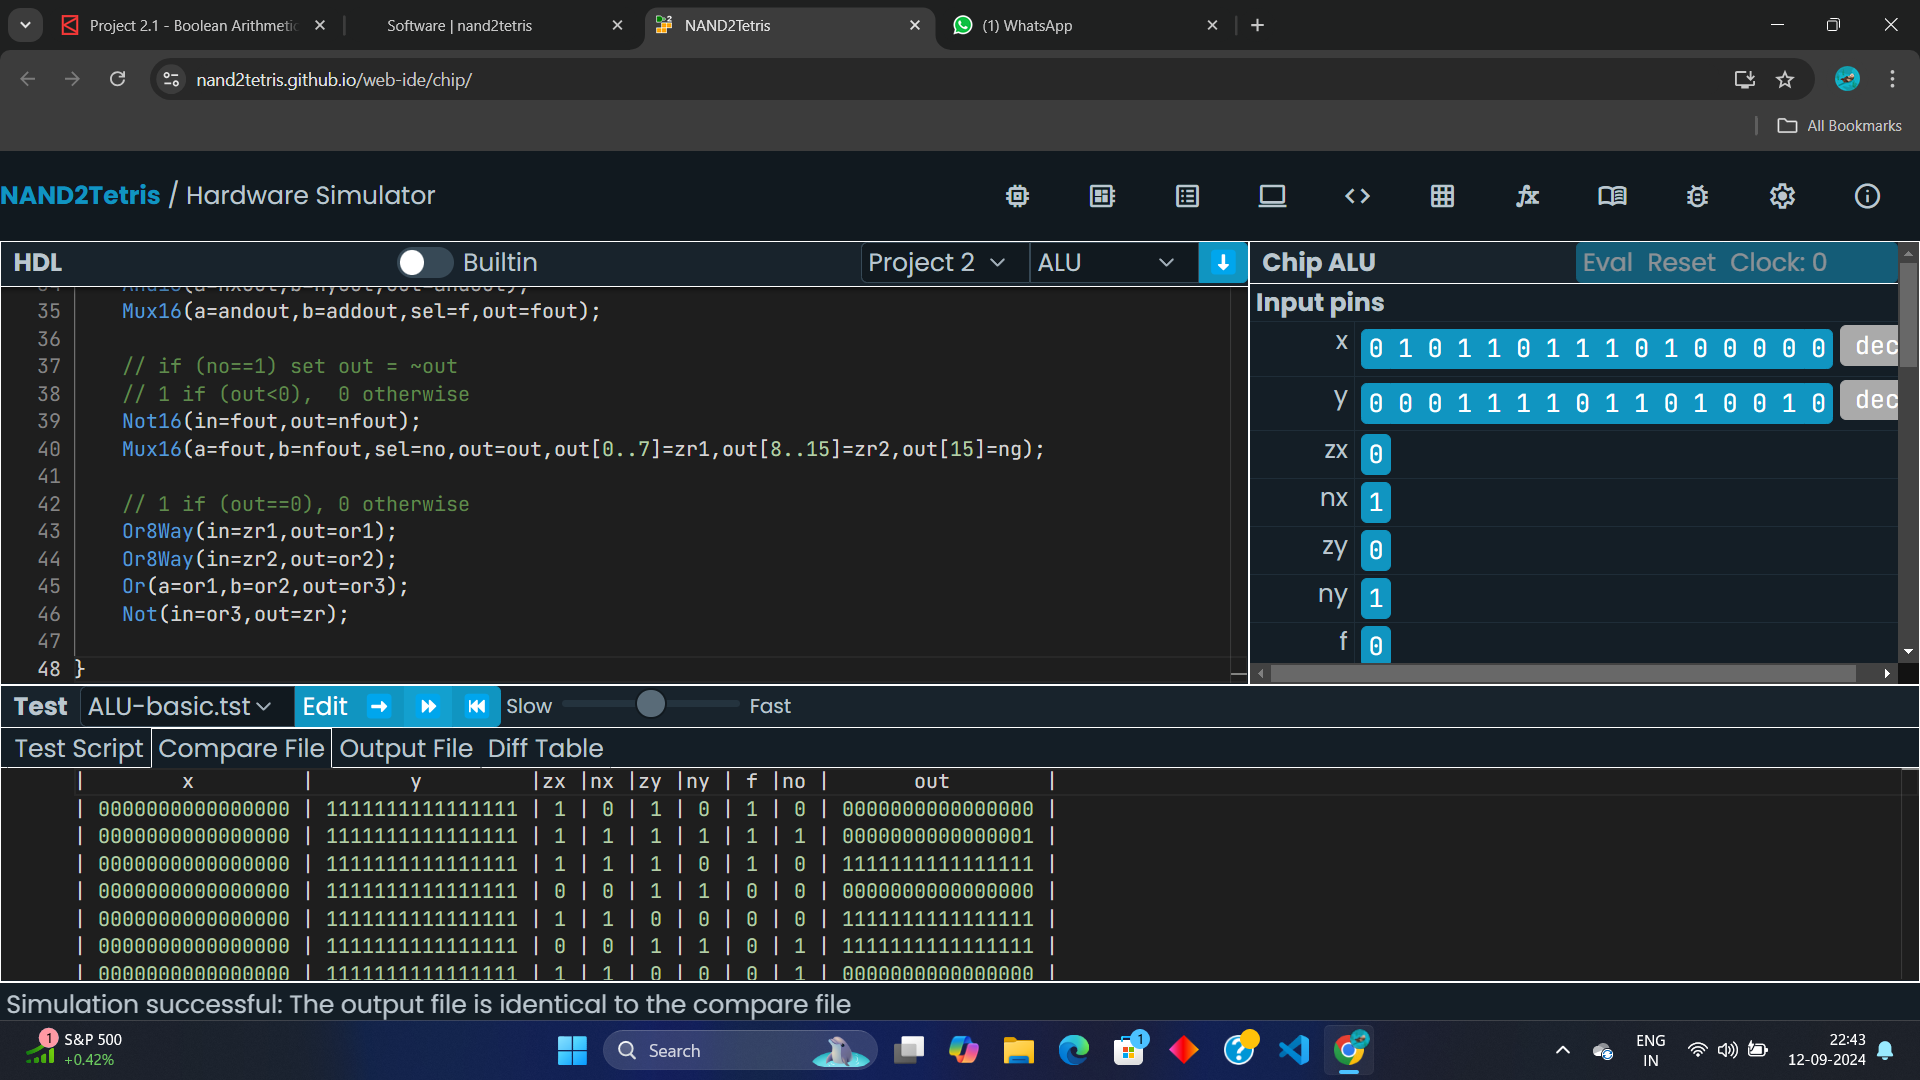 Project 2.1 - Boolean Arithmetic
Software | nand2tetris
NAND2Tetris
(1) WhatsApp
nand2tetris.github.io/web-ide/chip/
All Bookmarks
NAND2Tetris / Hardware Simulator
HDL
Builtin
Project 2
ALU
35 Mux16(a=andout,b=addout,sel=f,out=fout);
36
37 // if (no==1) set out = ~out
38 // 1 if (out<0),  0 otherwise
39 Not16(in=fout,out=nfout);
40 Mux16(a=fout,b=nfout,sel=no,out=out,out[0..7]=zr1,out[8..15]=zr2,out[15]=ng);
41
42 // 1 if (out==0), 0 otherwise
43 Or8Way(in=zr1,out=or1);
44 Or8Way(in=zr2,out=or2);
45 Or(a=or1,b=or2,out=or3);
46 Not(in=or3,out=zr);
47
48 }
Chip ALU
Eval Reset Clock: 0
Input pins
x 0 1 0 1 1 0 1 1 1 0 1 0 0 0 0 0 dec
y 0 0 0 1 1 1 1 0 1 1 0 1 0 0 1 0 dec
zx 0
nx 1
zy 0
ny 1
f 0
Test ALU-basic.tst Edit Slow Fast
Test Script Compare File Output File Diff Table
| x | y |zx |nx |zy |ny | f |no | out |
| 0000000000000000 | 1111111111111111 | 1 | 0 | 1 | 0 | 1 | 0 | 0000000000000000 |
| 0000000000000000 | 1111111111111111 | 1 | 1 | 1 | 1 | 1 | 1 | 0000000000000001 |
| 0000000000000000 | 1111111111111111 | 1 | 1 | 1 | 0 | 1 | 0 | 1111111111111111 |
| 0000000000000000 | 1111111111111111 | 0 | 0 | 1 | 1 | 0 | 0 | 0000000000000000 |
| 0000000000000000 | 1111111111111111 | 1 | 1 | 0 | 0 | 0 | 0 | 1111111111111111 |
| 0000000000000000 | 1111111111111111 | 0 | 0 | 1 | 1 | 0 | 1 | 1111111111111111 |
| 0000000000000000 | 1111111111111111 | 1 | 1 | 0 | 0 | 0 | 1 | 0000000000000000 |
Simulation successful: The output file is identical to the compare file
1
S&P 500
+0.42%
Search
1
ENG
IN
22:43
12-09-2024